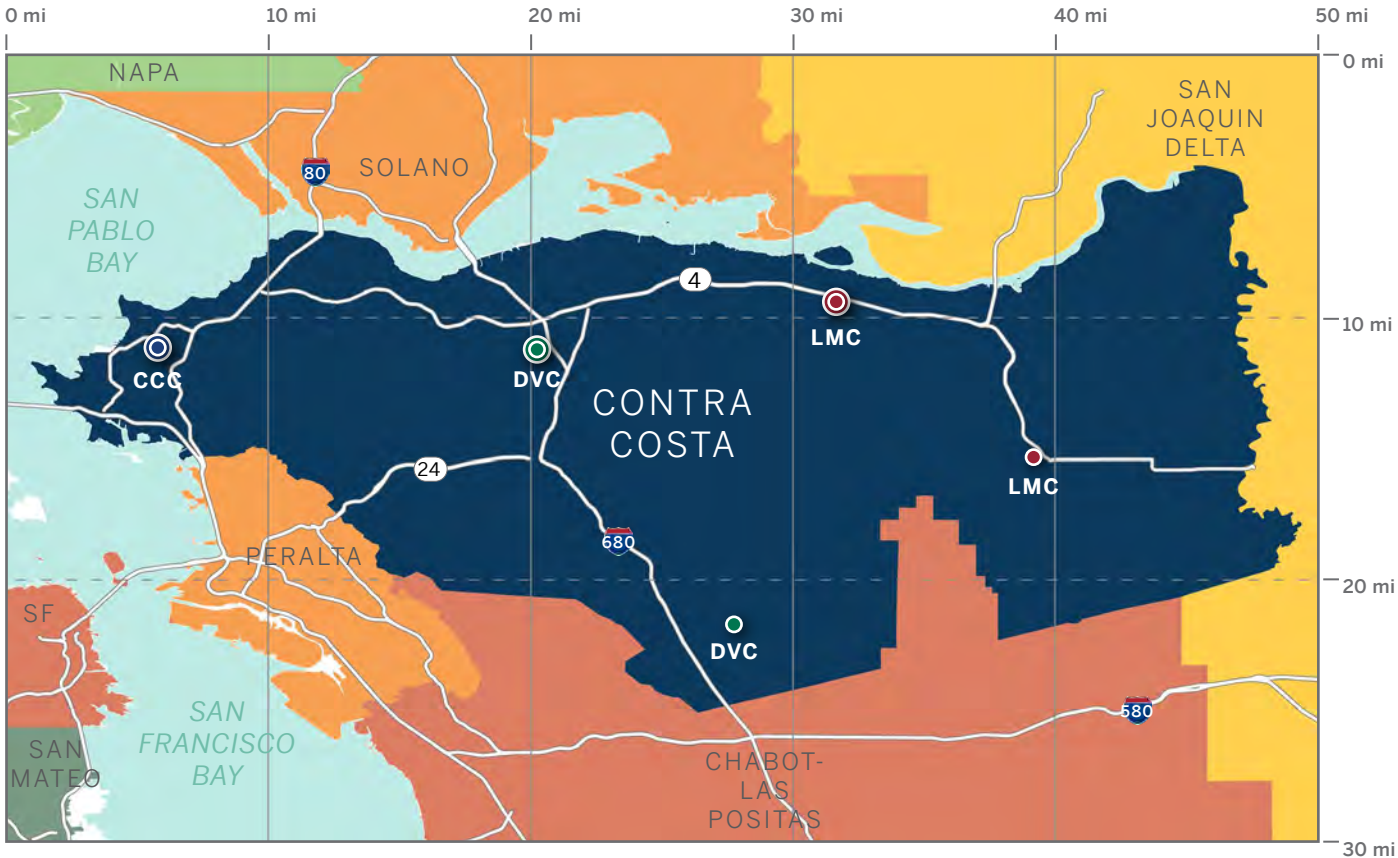 0 mi
10 mi
20 mi
30 mi
40 mi
50 mi
0 mi
NAPA
SAN
JOAQUIN
DELTA
SOLANO
80
SAN
PABLO
BAY
4
10 mi
LMC
CCC
DVC
CONTRA
COSTA
24
LMC
680
PERALTA
20 mi
SF
DVC
SAN
FRANCISCO
BAY
580
SAN
MATEO
CHABOT-
LAS
POSITAS
30 mi